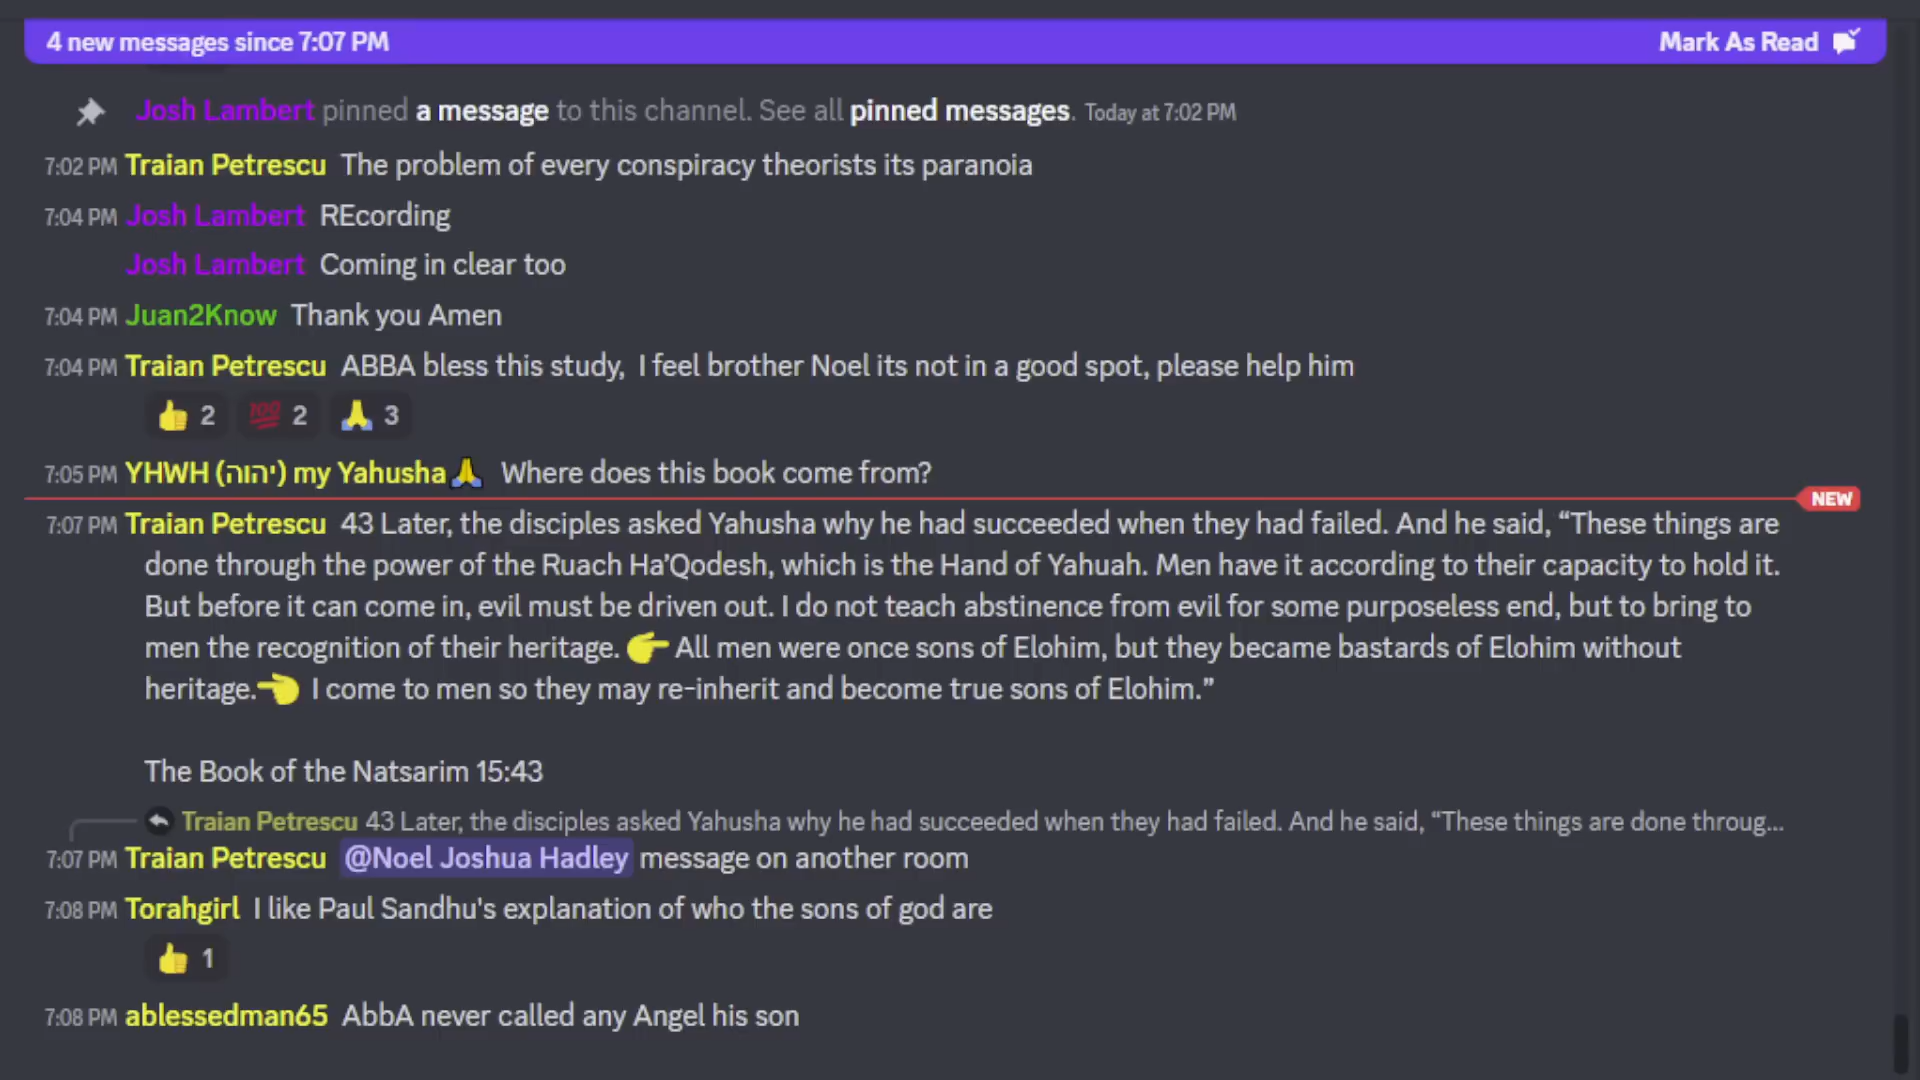 4 new messages since 7:07 PM
Mark As Read
Josh Lambert pinned a message to this channel. See all pinned messages. Today at 7:02 PM
7:02 PM Traian Petrescu The problem of every conspiracy theorists its paranoia
7:04 PM Josh Lambert REcording
Josh Lambert Coming in clear too
7:04 PM Juan2Know Thank you Amen
7:04 PM Traian Petrescu ABBA bless this study, I feel brother Noel its not in a good spot, please help him
👍 2 💯 2 🙏 3
7:05 PM YHWH (יהוה) my Yahusha🙏 Where does this book come from?
NEW
7:07 PM Traian Petrescu 43 Later, the disciples asked Yahusha why he had succeeded when they had failed. And he said, “These things are
done through the power of the Ruach Ha’Qodesh, which is the Hand of Yahuah. Men have it according to their capacity to hold it.
But before it can come in, evil must be driven out. I do not teach abstinence from evil for some purposeless end, but to bring to
men the recognition of their heritage. 👉 All men were once sons of Elohim, but they became bastards of Elohim without
heritage.👈 I come to men so they may re-inherit and become true sons of Elohim.”
The Book of the Natsarim 15:43
Traian Petrescu 43 Later, the disciples asked Yahusha why he had succeeded when they had failed. And he said, “These things are done throug...
7:07 PM Traian Petrescu @Noel Joshua Hadley message on another room
7:08 PM Torahgirl I like Paul Sandhu's explanation of who the sons of god are
👍 1
7:08 PM ablessedman65 AbbA never called any Angel his son